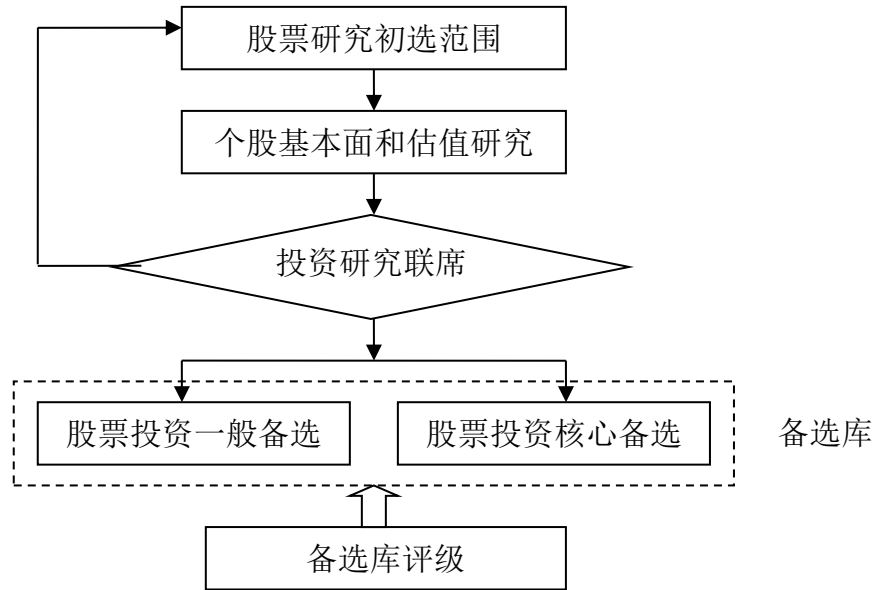 股票研究初选范围
个股基本面和估值研究
投资研究联席
股票投资一般备选
股票投资核心备选
备选库
备选库评级